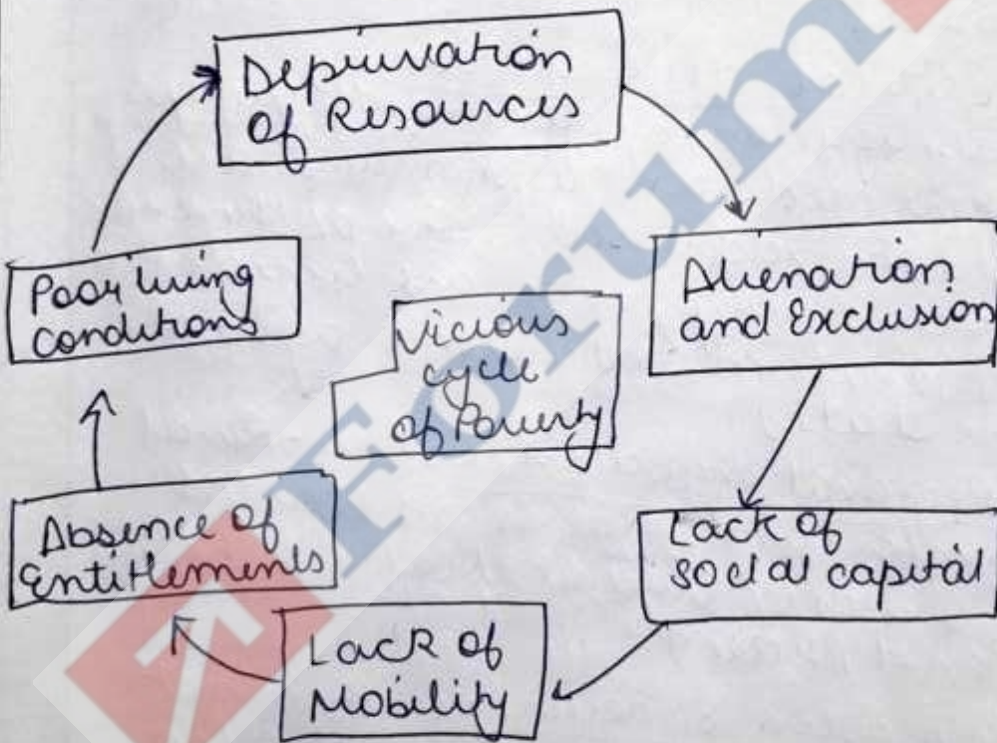 Deprivation
of Resources
Alienation
and Exclusion
Lack of
social capital
Lack of
Mobility
Absence of
Entitlements
Poor living
conditions
Vicious
cycle
of Poverty
Forum